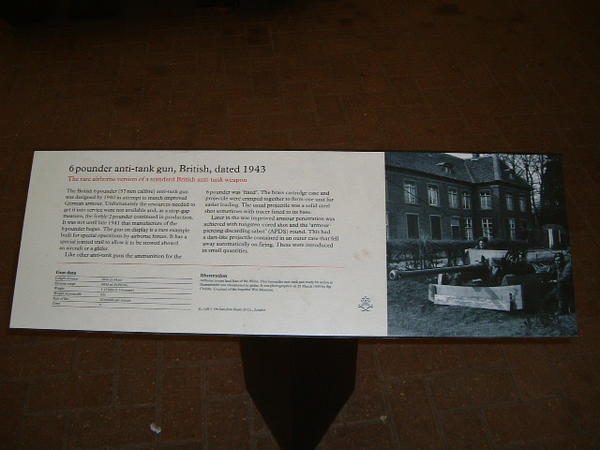 6 pounder anti-tank gun, British, dated 1943
The rare airborne version of a standard British anti-tank weapon
The British 6 pounder (57mm calibre) anti-tank gun
was designed by 1940 in attempt to match improved
German armour. Unfortunately the resources needed to
get it into service were not available and, as a stop-gap
measure, the feeble 2 pounder continued in production.
It was not until late 1941 that manufacture of the
6 pounder began. The gun on display is a rare example
built for special operations by airborne forces. It has a
special jointed trail to allow it to be stowed aboard
an aircraft or a glider.
Like other anti-tank guns the ammunition for the
6 pounder was 'fixed'. The brass cartridge case and
projectile were crimped together to form one unit for
easier loading. The usual projectile was a solid steel
shot sometimes with tracer fitted to its base.
Later in the war improved armour penetration was
achieved with tungsten cored shot and the 'armour-
piercing discarding sabot' (APDS) round. This had
a dart-like projectile contained in an outer case that fell
away automatically on firing. These were introduced
in small quantities.
Gun data
Weight
Illustration